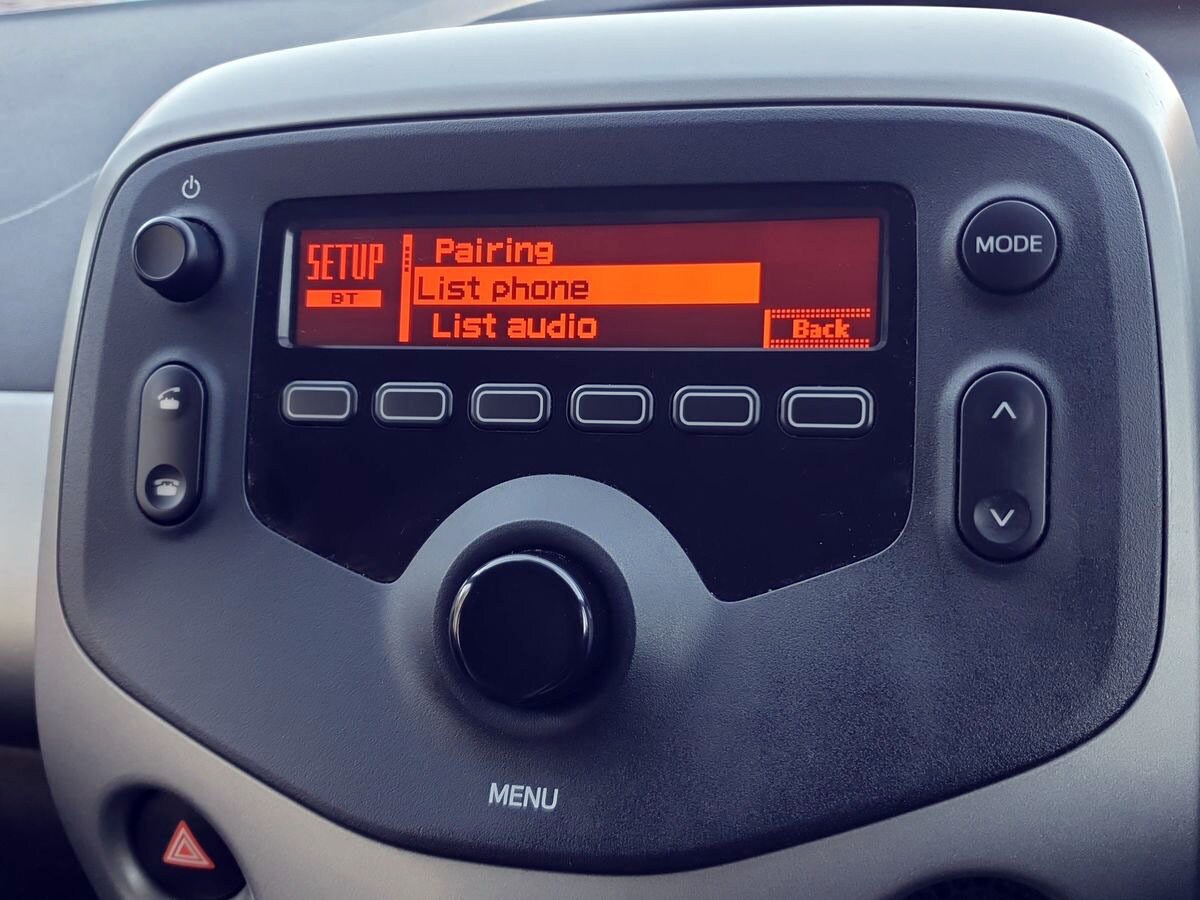 SETUP
BT
Pairing
List phone
List audio
Back
MODE
MENU